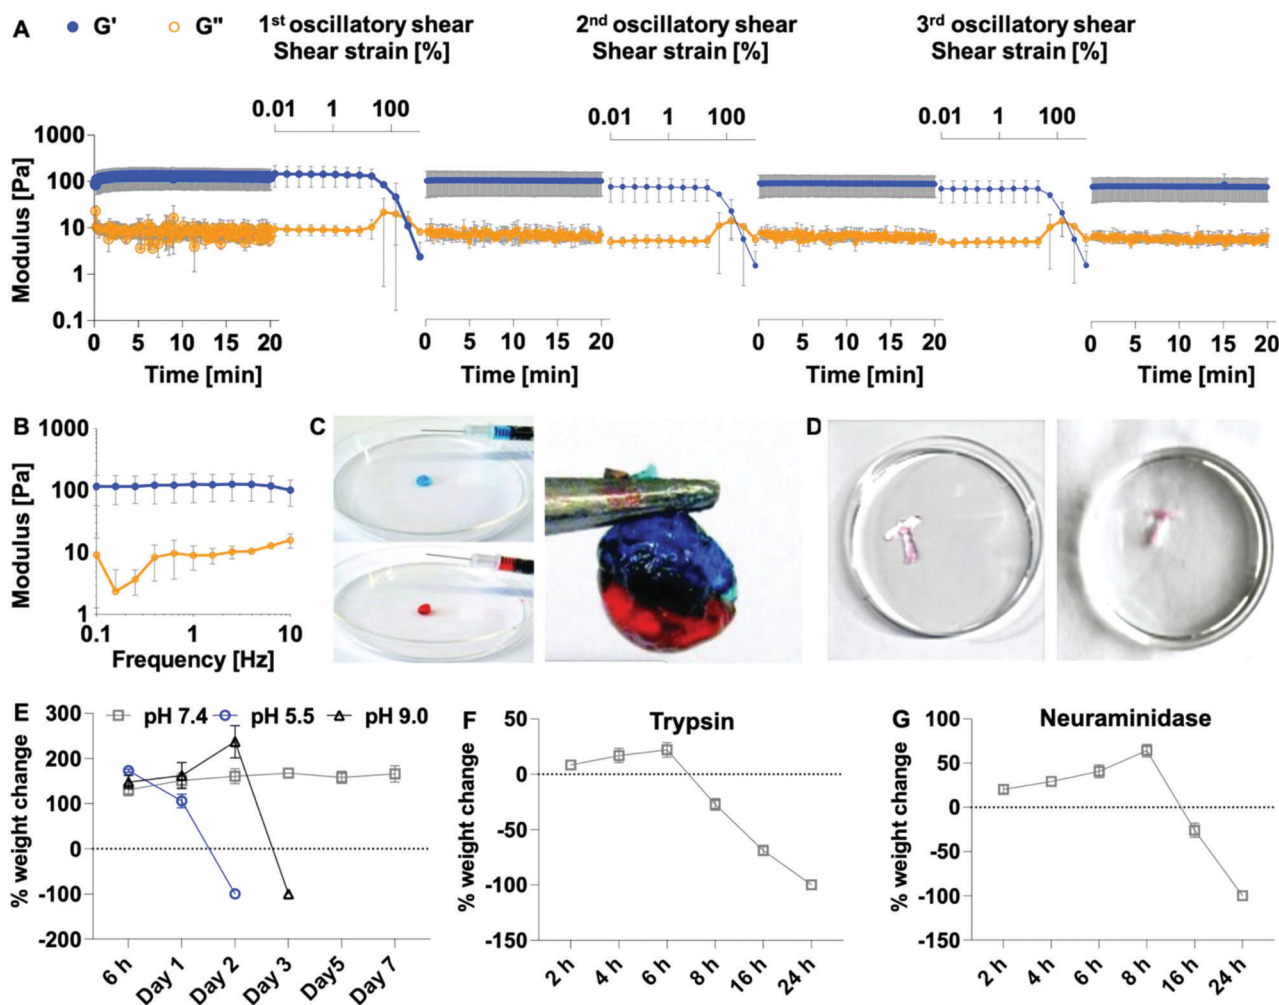 A G' G" 1st oscillatory shear 2nd oscillatory shear 3rd oscillatory shear
Shear strain [%] Shear strain [%] Shear strain [%]
0.01 1 100 0.01 1 100 0.01 1 100
Modulus [Pa]
1000
100
10
1
0.1
0 5 10 15 20 0 5 10 15 20 0 5 10 15 20 0 5 10 15 20
Time [min] Time [min] Time [min] Time [min]
B
Modulus [Pa]
1000
100
10
1
0.1 1 10
Frequency [Hz]
C
D
E pH 7.4 pH 5.5 pH 9.0
% weight change
300
200
100
0
-100
-200
6 h Day 1 Day 2 Day 3 Day5 Day 7
F Trypsin
% weight change
50
0
-50
-100
-150
2 h 4 h 6 h 8 h 16 h 24 h
G Neuraminidase
% weight change
100
50
0
-50
-100
-150
2 h 4 h 6 h 8 h 16 h 24 h